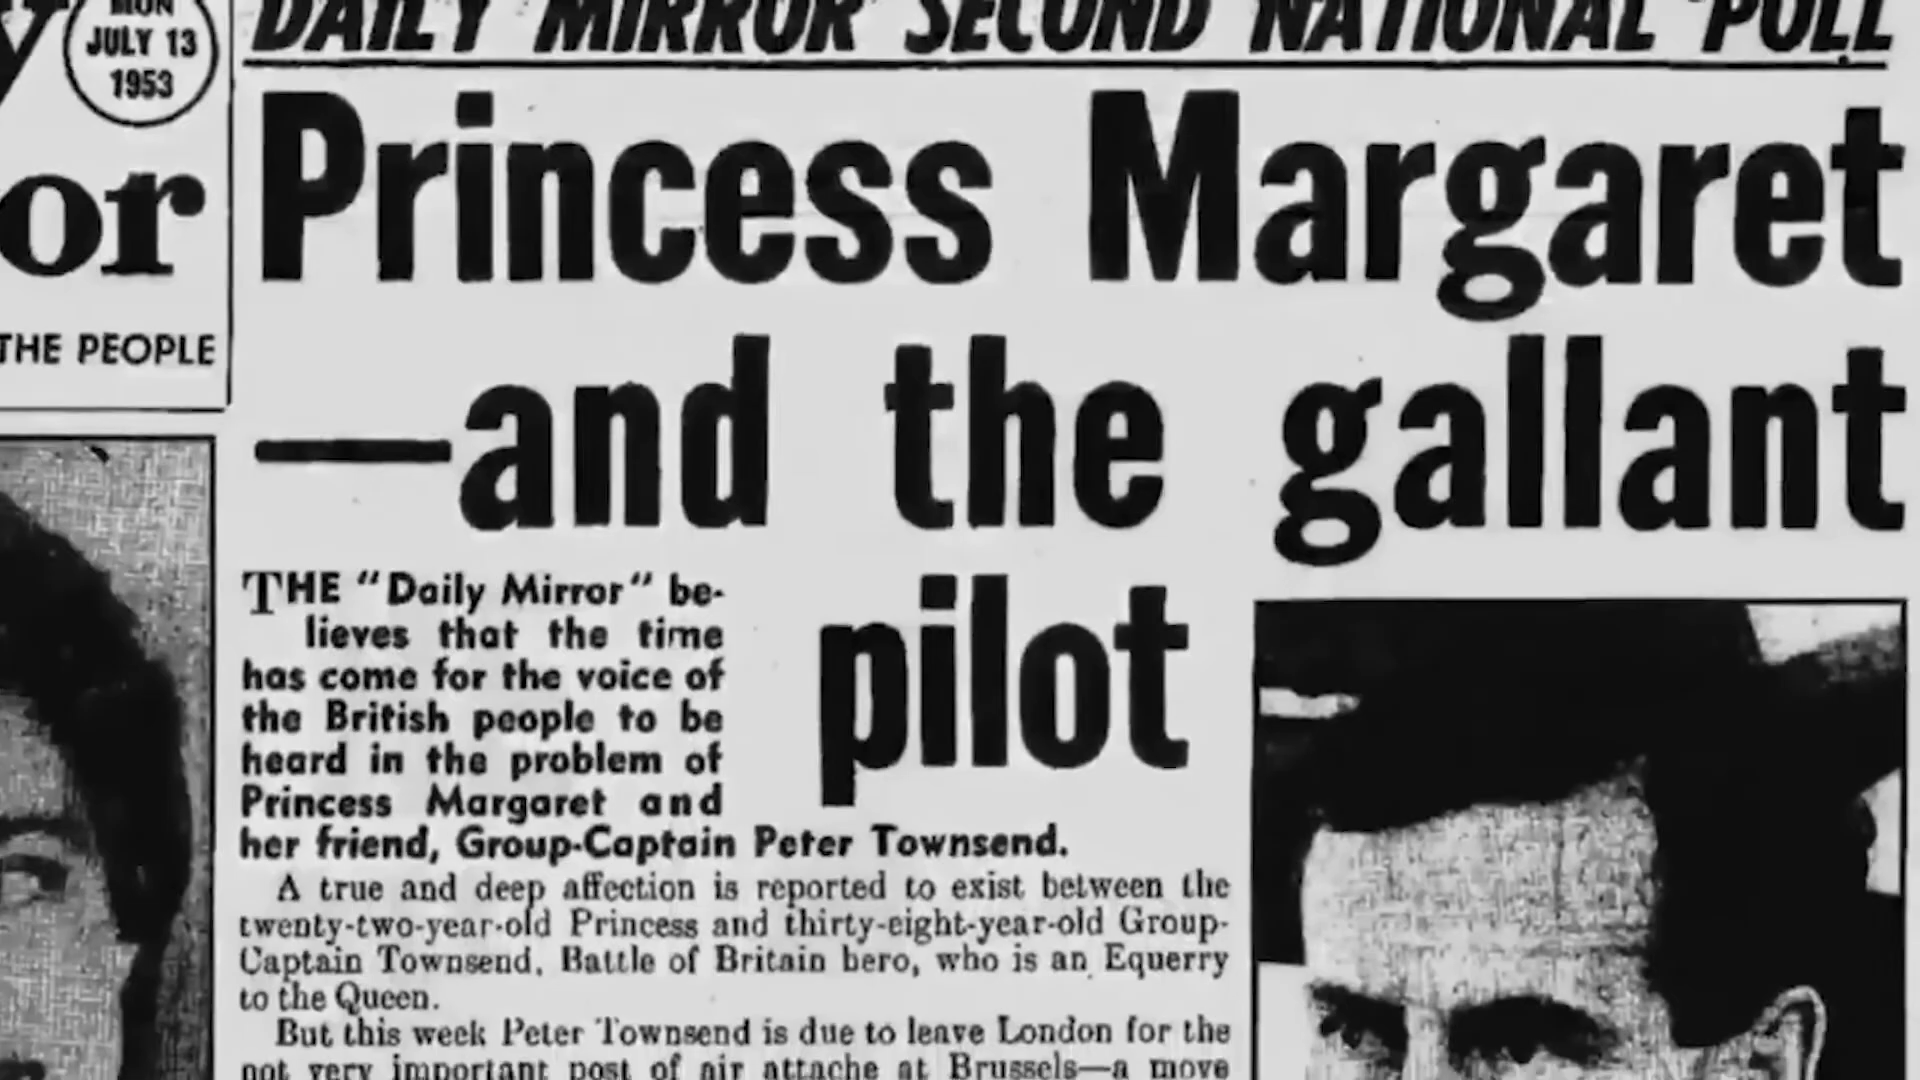 MON
JULY 13
1953
or
THE PEOPLE
DAILY MIRROR SECOND NATIONAL POLL
Princess Margaret
—and the gallant
pilot
THE "Daily Mirror" be-
lieves that the time
has come for the voice of
the British people to be
heard in the problem of
Princess Margaret and
her friend, Group-Captain Peter Townsend.
A true and deep affection is reported to exist between the
twenty-two-year-old Princess and thirty-eight-year-old Group-
Captain Townsend, Battle of Britain hero, who is an Equerry
to the Queen.
But this week Peter Townsend is due to leave London for the
not very important post of air attache at Brussels—a move